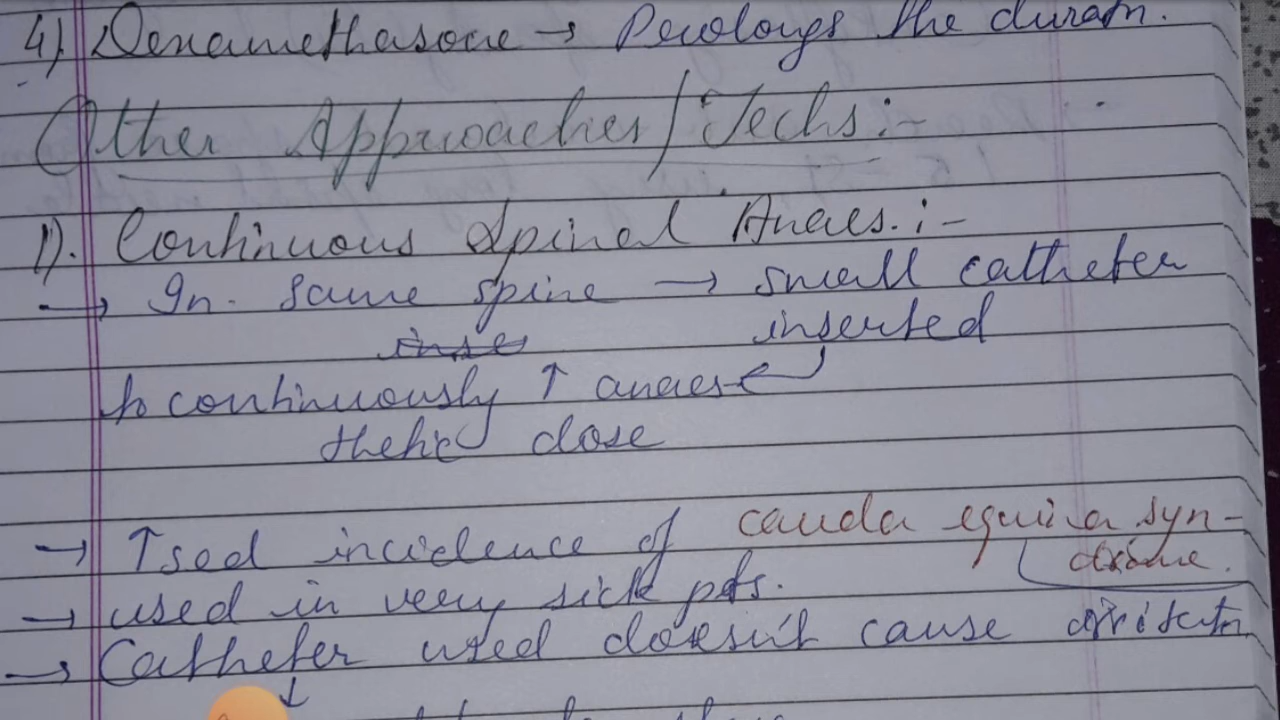 4). Dexamethasone → Prolongs the duratn.
Other Approaches / Techs :-
1). Continuous Spinal Anaes. :-
→ In same spine → small catheter
inserted
to continuously ↑ anaes-
thetic dose
→ ↑sed incidence of cauda equina syn-
drome.
→ used in very sick pts.
→ Catheter used doesn't cause irritatn
↓